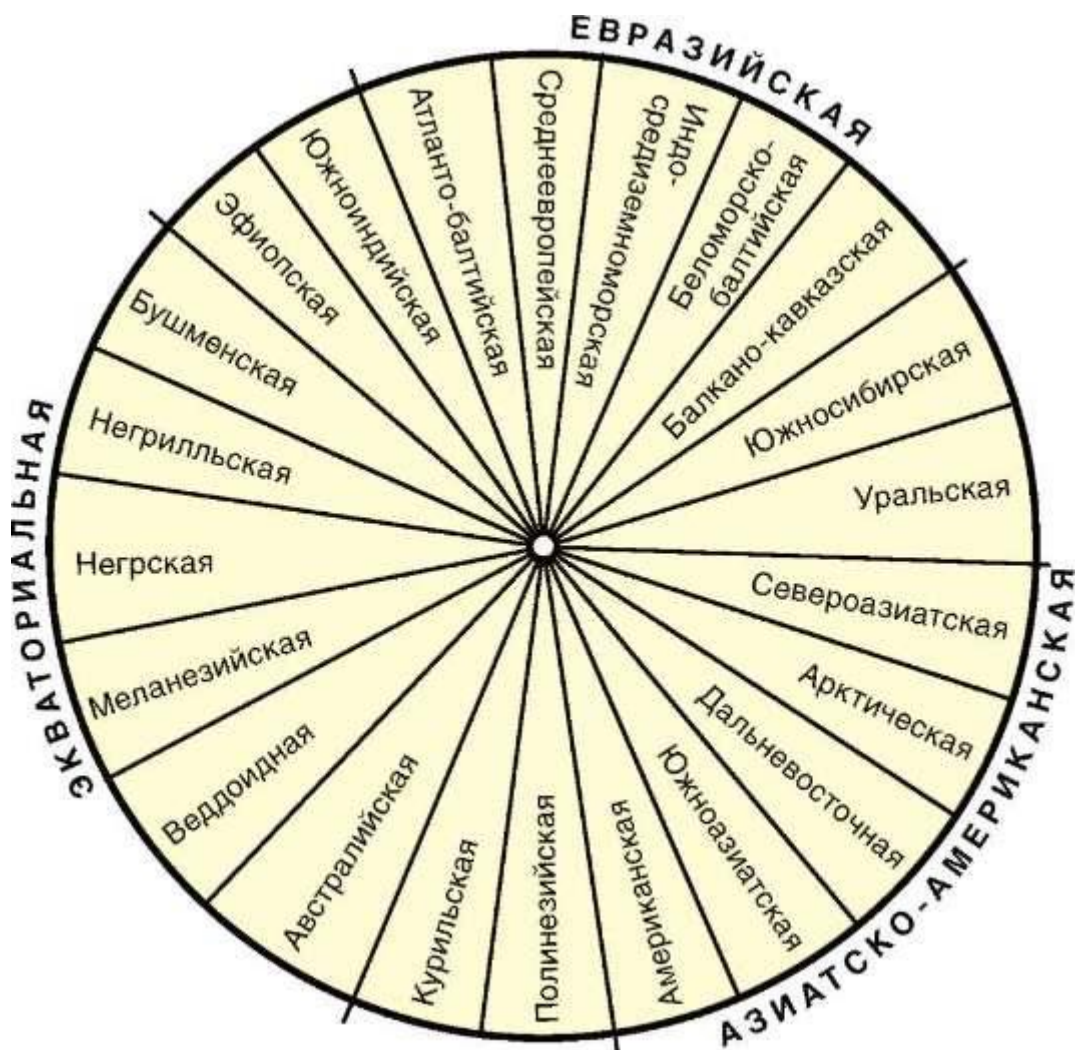 ЕВРАЗИЙСКАЯ
Атланто-балтийская
Среднеевропейская
Индо-
средиземноморская
Беломорско-
балтийская
Балкано-кавказская
Южносибирская
Уральская
АЗИАТСКО-АМЕРИКАНСКАЯ
Североазиатская
Арктическая
Дальневосточная
Южноазиатская
Американская
Полинезийская
Курильская
ЭКВАТОРИАЛЬНАЯ
Австралийская
Веддоидная
Меланезийская
Негрская
Негрилльская
Бушменская
Эфиопская
Южноиндийская